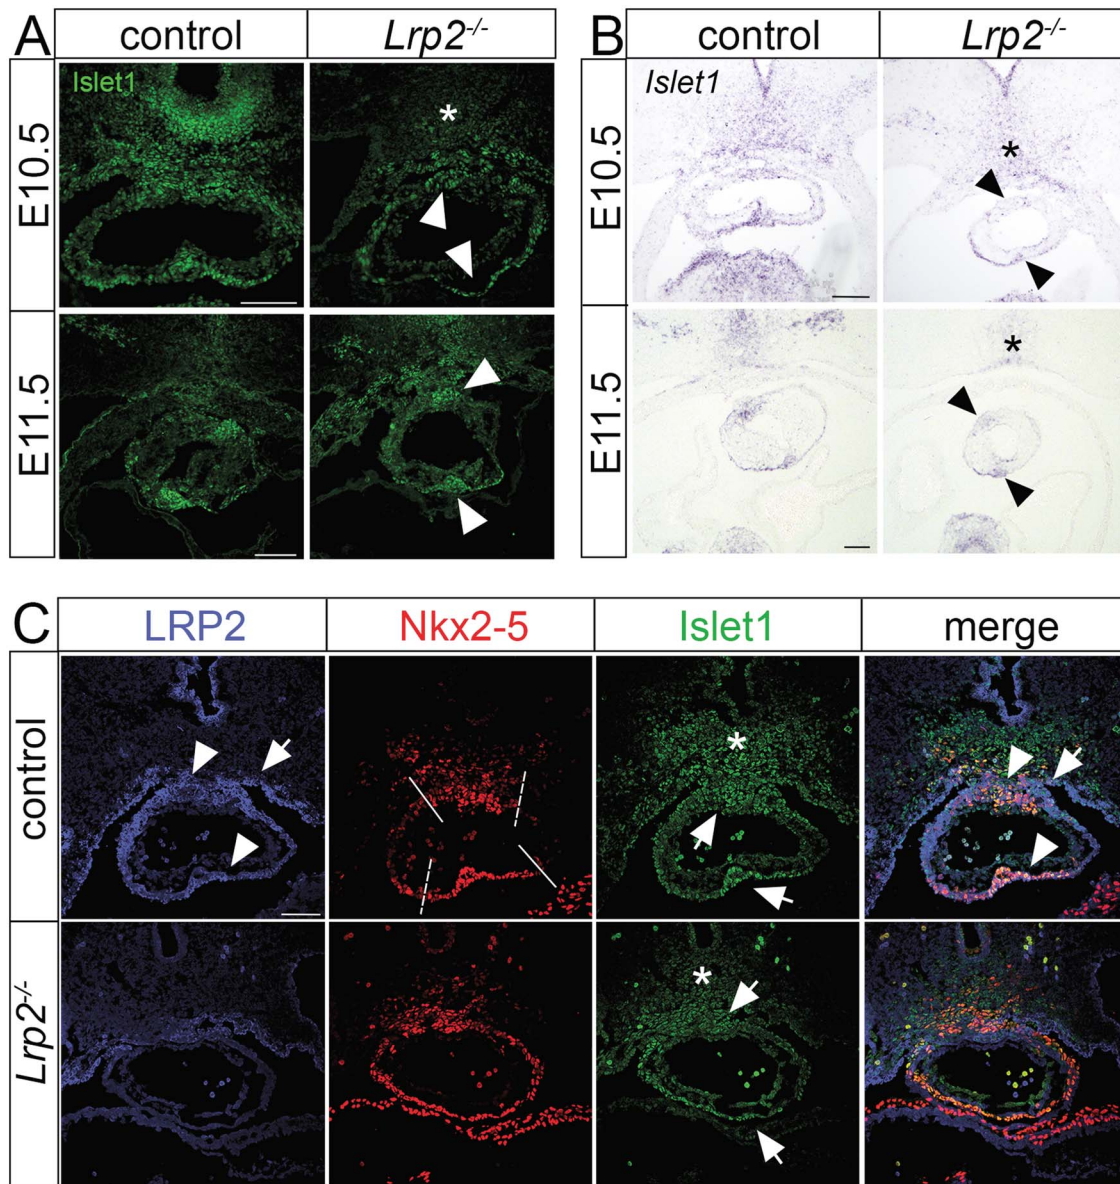 A
control
Lrp2-/-
E10.5
Islet1
*
E11.5
B
control
Lrp2-/-
E10.5
Islet1
*
E11.5
*
C
LRP2
Nkx2-5
Islet1
merge
control
*
Lrp2-/-
*